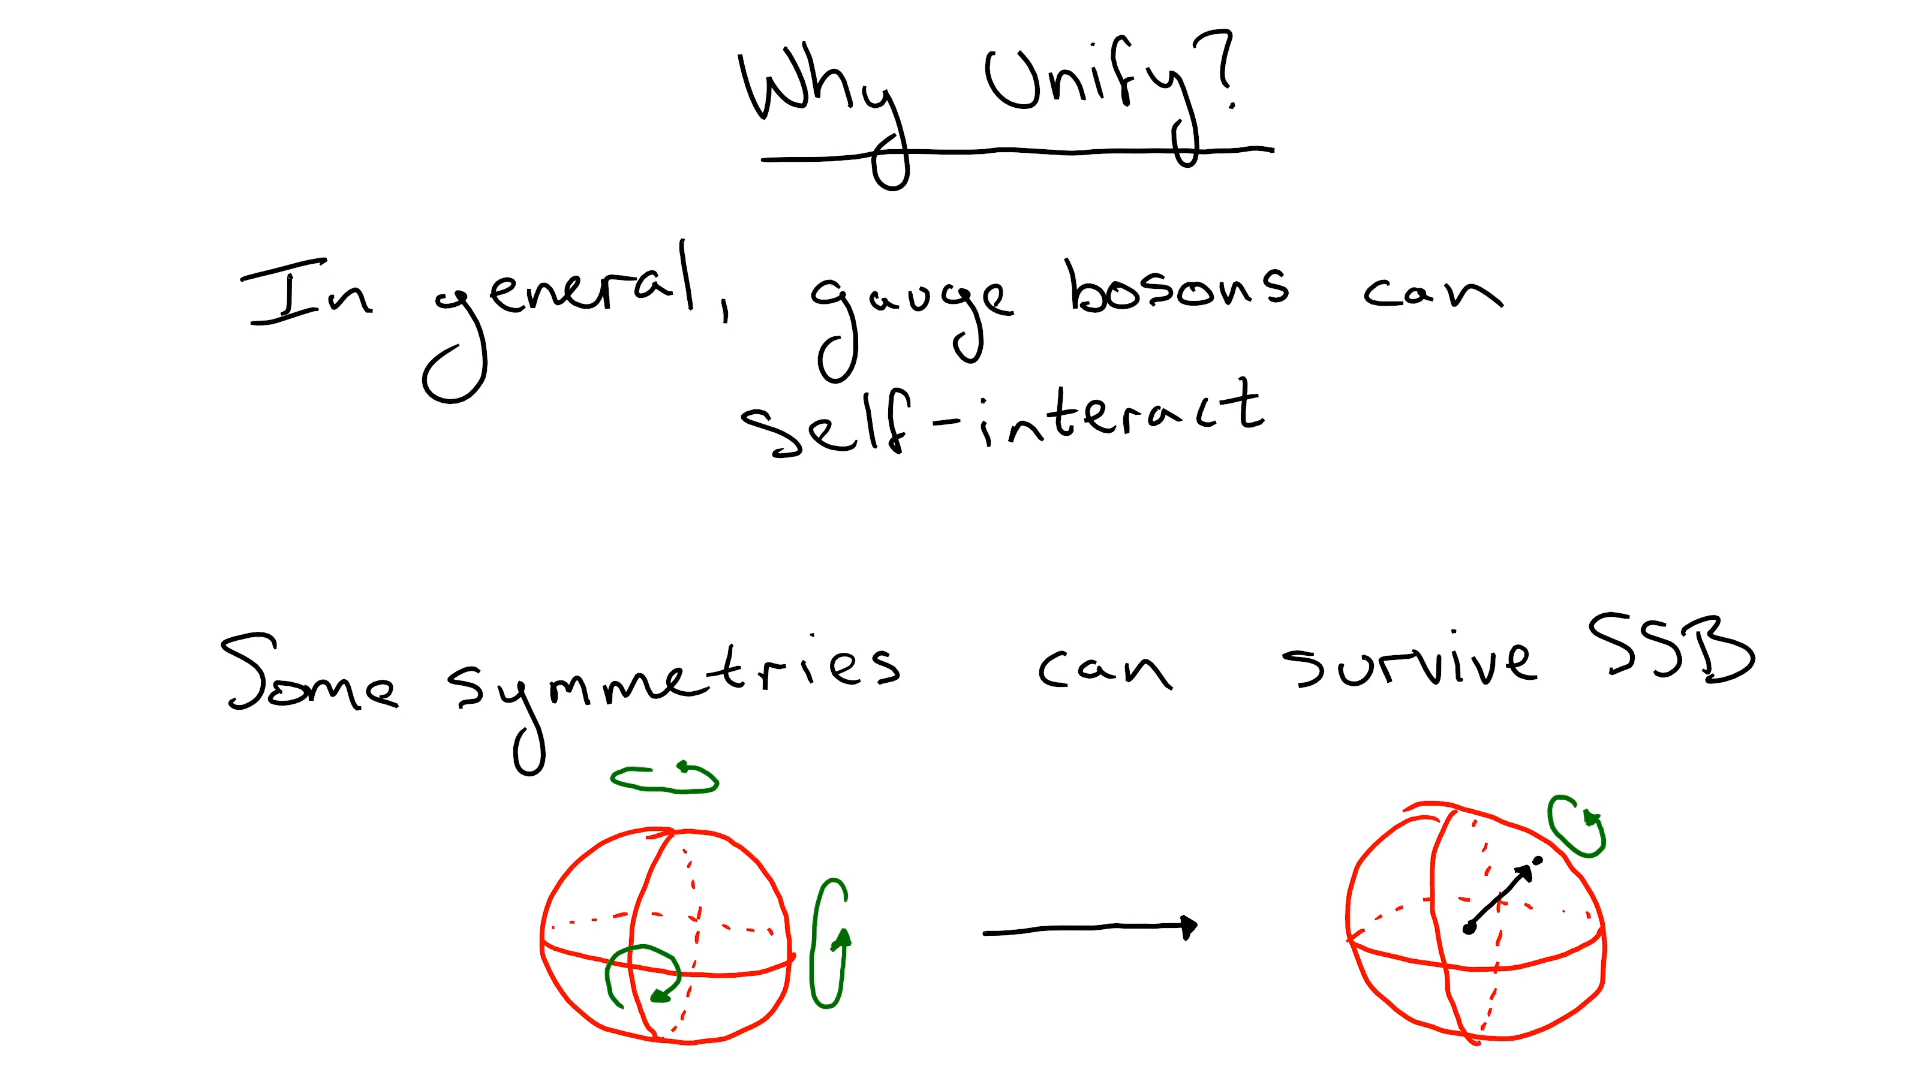 Why Unify?
In general, gauge bosons can
self-interact
Some symmetries can survive SSB